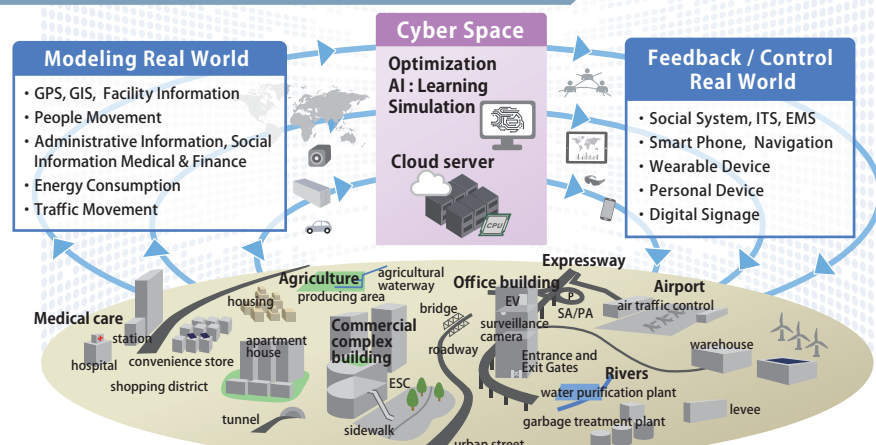 Modeling Real World
・GPS, GIS, Facility Information
・People Movement
・Administrative Information, Social
Information Medical & Finance
・Energy Consumption
・Traffic Movement
Cyber Space
Optimization
AI : Learning
Simulation
Cloud server
CPU
Feedback / Control
Real World
・Social System, ITS, EMS
・Smart Phone, Navigation
・Wearable Device
・Personal Device
・Digital Signage
Medical care
hospital
station
convenience store
shopping district
housing
Agriculture
producing area
agricultural
waterway
apartment
house
tunnel
Commercial
complex
building
ESC
sidewalk
bridge
roadway
urban street
Office building
EV
surveillance
camera
Entrance and
Exit Gates
Expressway
P
SA/PA
Airport
air traffic control
warehouse
Rivers
water purification plant
garbage treatment plant
levee